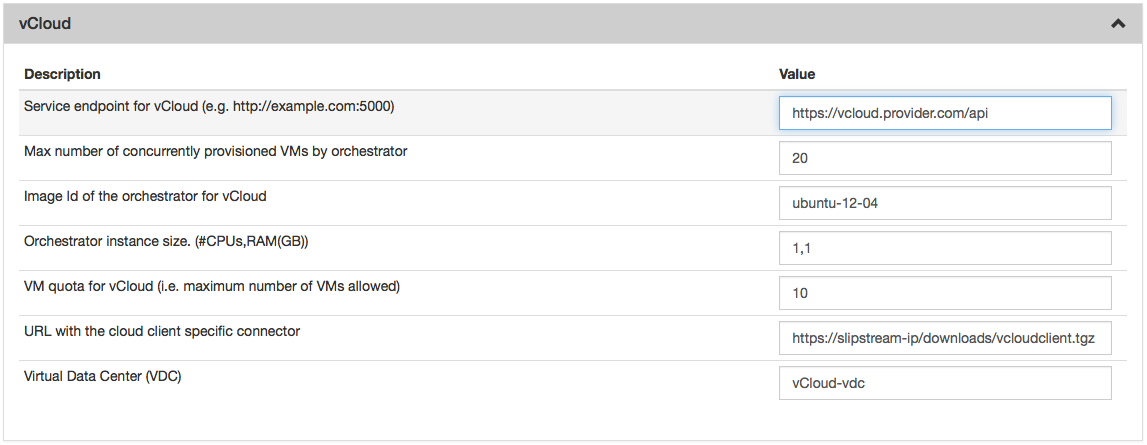 vCloud
Description Value
Service endpoint for vCloud (e.g. http://example.com:5000) https://vcloud.provider.com/api
Max number of concurrently provisioned VMs by orchestrator 20
Image Id of the orchestrator for vCloud ubuntu-12-04
Orchestrator instance size. (#CPUs,RAM(GB)) 1,1
VM quota for vCloud (i.e. maximum number of VMs allowed) 10
URL with the cloud client specific connector https://slipstream-ip/downloads/vcloudclient.tgz
Virtual Data Center (VDC) vCloud-vdc